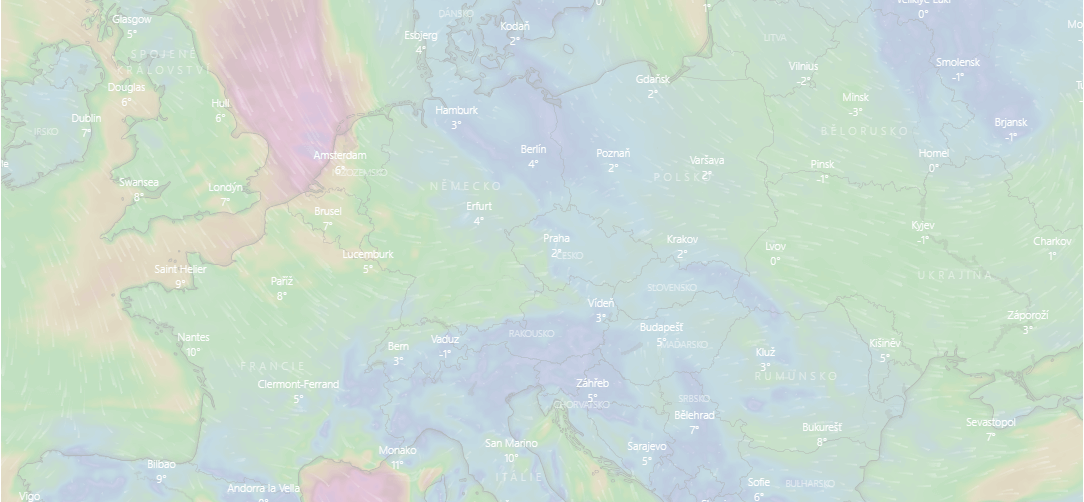 Glasgow
5°
DÁNSKO
Kodaň
2°
Esbjerg
4°
0
1°
0°
Smolensk
-1°
LITVA
Vilnius
-2°
SPOJENÉ
KRÁLOVSTVÍ
Douglas
6°
Hull
6°
Dublin
7°
IRSKO
Hamburk
3°
Gdaňsk
2°
Minsk
-3°
BĚLORUSKO
Brjansk
-1°
Amsterdam
6°
NIZOZEMSKO
Berlín
4°
Poznaň
2°
Varšava
2°
POLSKO
Pinsk
-1°
Homel
0°
Swansea
8°
Londýn
7°
Brusel
7°
NĚMECKO
Erfurt
4°
Praha
2°
ČESKO
Krakov
2°
Lvov
0°
Kyjev
-1°
Charkov
1°
UKRAJINA
Saint Helier
9°
Lucemburk
5°
Paříž
8°
SLOVENSKO
Vídeň
3°
Záporoží
3°
Nantes
10°
FRANCIE
Bern
3°
Vaduz
-1°
RAKOUSKO
Budapešť
5°
MAĎARSKO
Kluž
3°
RUMUNSKO
Kišiněv
5°
Clermont-Ferrand
5°
Záhřeb
5°
CHORVATSKO
SRBSKO
Bělehrad
7°
Bukurešť
8°
Sevastopol
7°
Monako
11°
San Marino
10°
ITÁLIE
Sarajevo
5°
Sofie
6°
BULHARSKO
Bilbao
9°
Andorra la Vella
Vigo